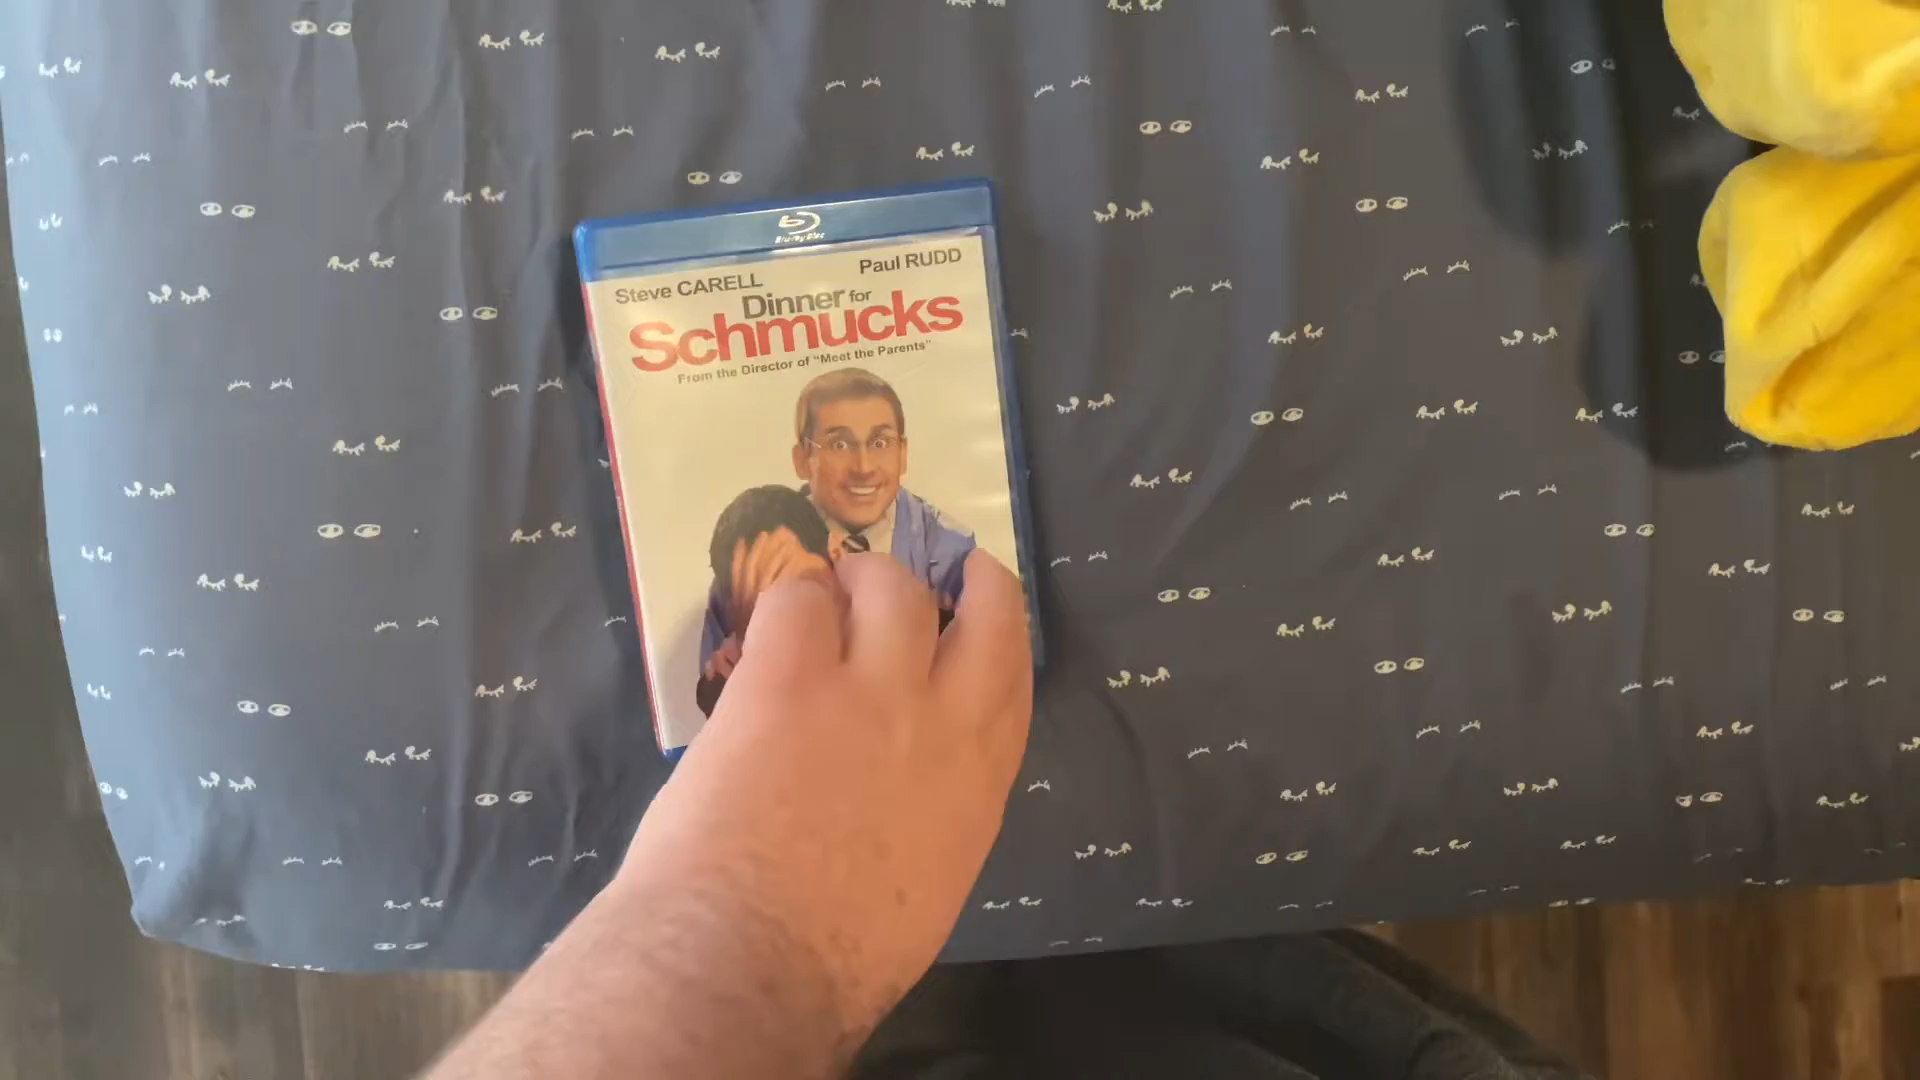 Blu-ray Disc
Steve CARELL
Paul RUDD
Dinner for
Schmucks
From the Director of "Meet the Parents"